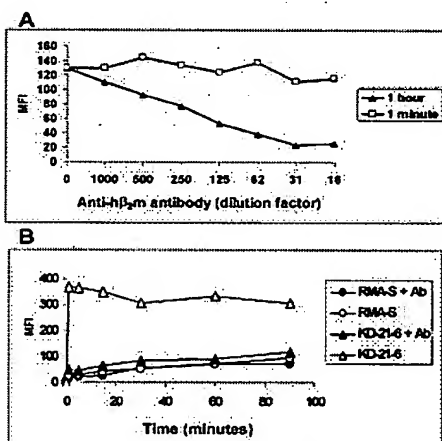 A
160
140
120
100
80
60
40
20
0
MFI
0 1000 500 250 125 62 31 16
Anti-hβ₂m antibody (dilution factor)
1 hour
1 minute
B
400
300
200
100
0
MFI
0 20 40 60 80 100
Time (minutes)
RMA-S + Ab
RMA-S
KD-21-6 + Ab
KD-21-6